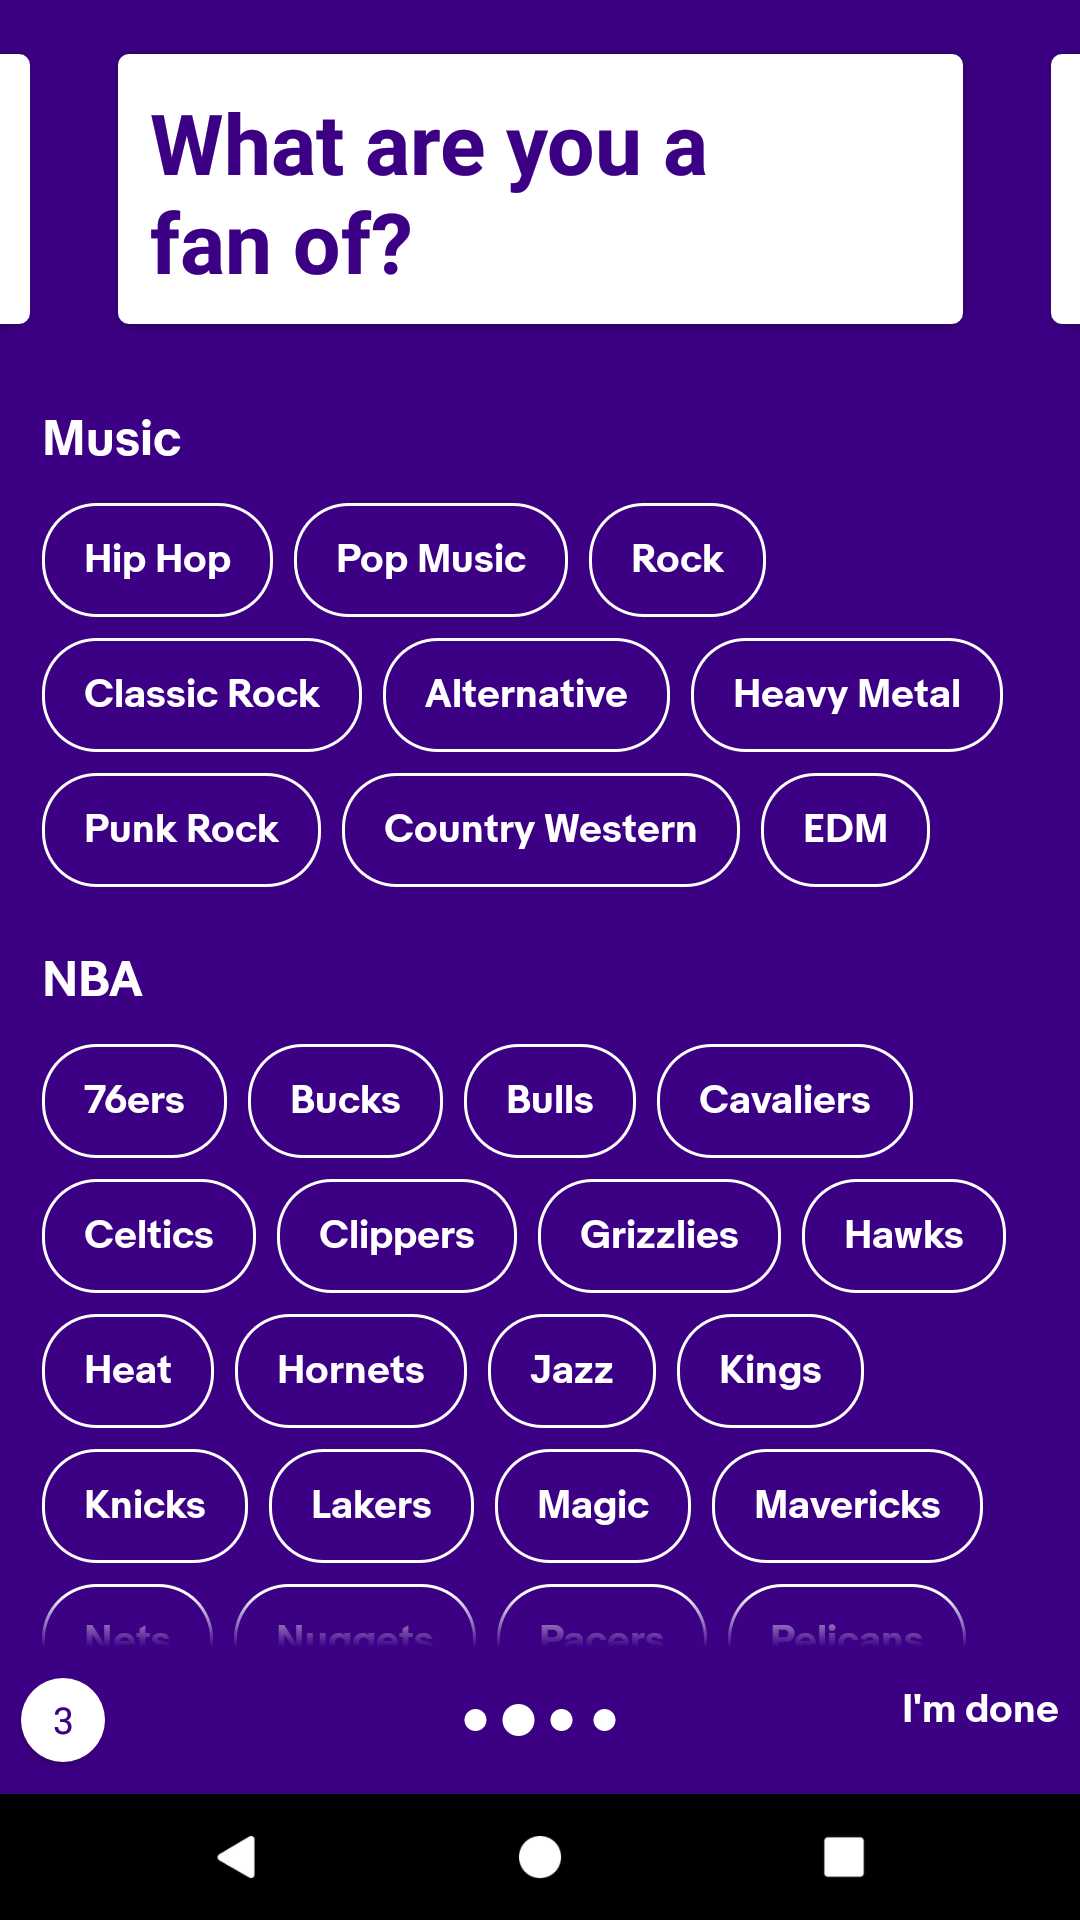 What are you a
fan of?
Music
Hip Hop Pop Music Rock
Classic Rock Alternative Heavy Metal
Punk Rock Country Western EDM
NBA
76ers Bucks Bulls Cavaliers
Celtics Clippers Grizzlies Hawks
Heat Hornets Jazz Kings
Knicks Lakers Magic Mavericks
Nets Nuggets Pacers Pelicans
3 I'm done